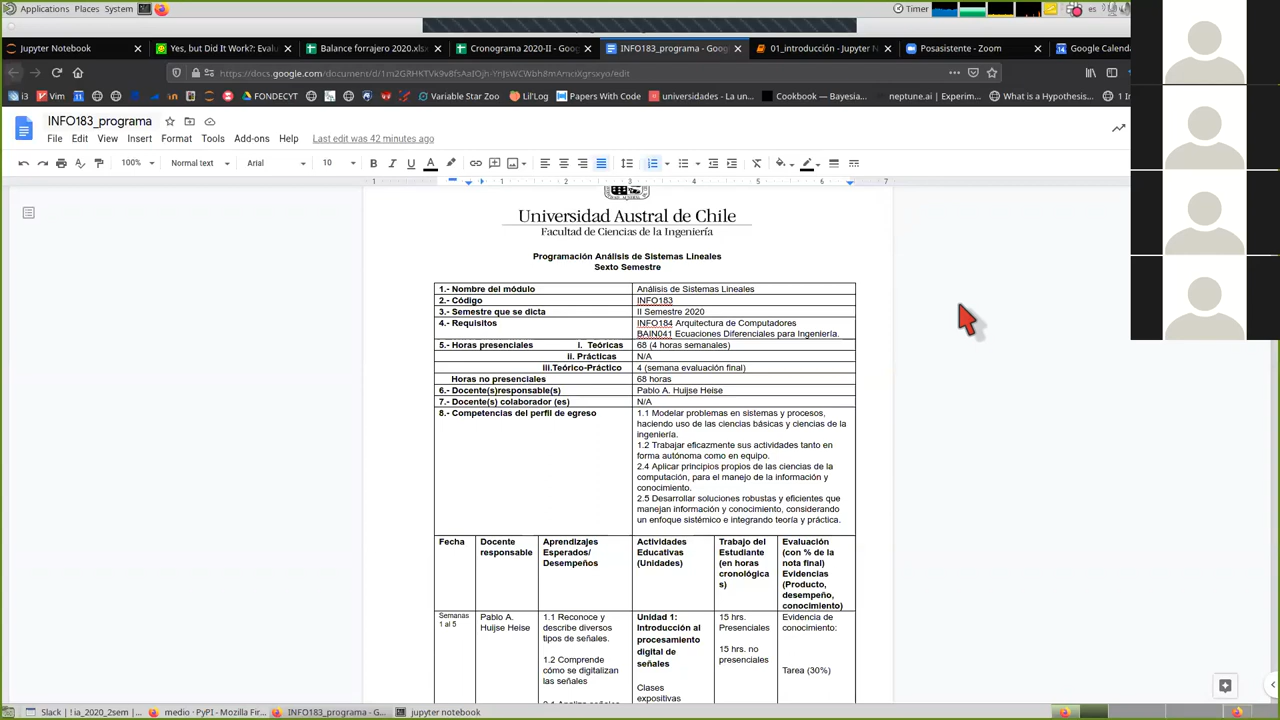 Applications Places System Timer es
Jupyter Notebook Yes, but Did It Work?: Evalu Balance forrajero 2020.xls Cronograma 2020-II - Goog INFO183_programa - Goog 01_introducción - Jupyter N Posasistente - Zoom Google Calenda
i3 Vim FONDECYT Variable Star Zoo Lil'Log Papers With Code universidades - La un... Cookbook — Bayesia... neptune.ai | Experim... What is a Hypothesis...
INFO183_programa
File Edit View Insert Format Tools Add-ons Help Last edit was 42 minutes ago
100% Normal text Arial 10
1 1 2 3 4 5 6 7
Universidad Austral de Chile
Facultad de Ciencias de la Ingeniería
Programación Análisis de Sistemas Lineales
Sexto Semestre
1.- Nombre del módulo Análisis de Sistemas Lineales
2.- Código INFO183
3.- Semestre que se dicta II Semestre 2020
4.- Requisitos INFO184 Arquitectura de Computadores
BAIN041 Ecuaciones Diferenciales para Ingeniería.
5.- Horas presenciales i. Teóricas 68 (4 horas semanales)
ii. Prácticas N/A
iii.Teórico-Práctico 4 (semana evaluación final)
Horas no presenciales 68 horas
6.- Docente(s)responsable(s) Pablo A. Huijse Heise
7.- Docente(s) colaborador (es) N/A
8.- Competencias del perfil de egreso 1.1 Modelar problemas en sistemas y procesos,
haciendo uso de las ciencias básicas y ciencias de la
ingeniería.
1.2 Trabajar eficazmente sus actividades tanto en
forma autónoma como en equipo.
2.4 Aplicar principios propios de las ciencias de la
computación, para el manejo de la información y
conocimiento.
2.5 Desarrollar soluciones robustas y eficientes que
manejan información y conocimiento, considerando
un enfoque sistémico e integrando teoría y práctica.
Fecha Docente Aprendizajes Actividades Trabajo del Evaluación
responsable Esperados/ Educativas Estudiante (con % de la
Desempeños (Unidades) (en horas nota final)
cronológica Evidencias
s) (Producto,
desempeño,
conocimiento)
Semanas Pablo A. 1.1 Reconoce y Unidad 1: 15 hrs. Evidencia de
1 al 5 Huijse Heise describe diversos Introducción al Presenciales conocimiento:
tipos de señales. procesamiento
digital de 15 hrs. no
1.2 Comprende señales presenciales
cómo se digitalizan Tarea (30%)
las señales Clases
expositivas
Slack | ! ia_2020_2sem |... medio · PyPI - Mozilla Fir... INFO183_programa - G... jupyter notebook